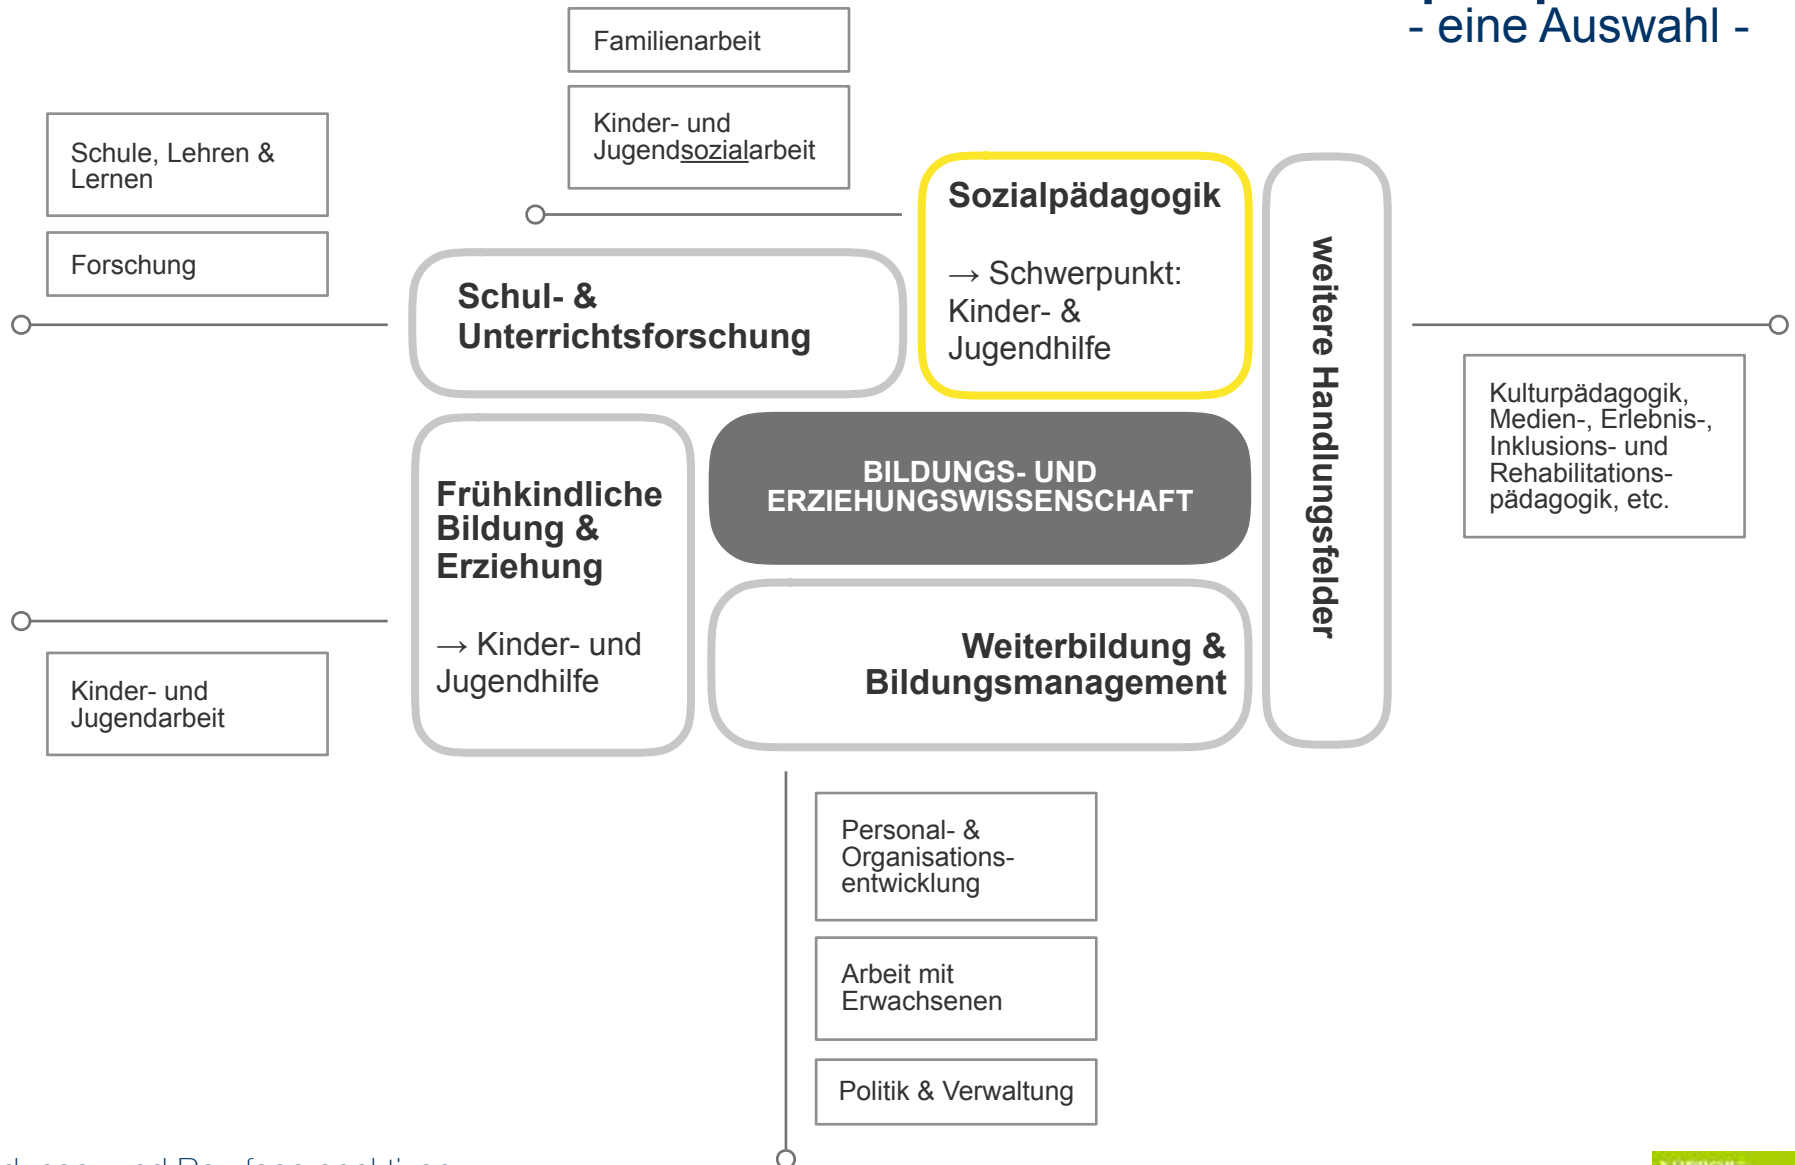 - eine Auswahl -
Familienarbeit
Kinder- und
Jugendsozialarbeit
Schule, Lehren &
Lernen
Forschung
Sozialpädagogik
→ Schwerpunkt:
Kinder- &
Jugendhilfe
Schul- &
Unterrichtsforschung
weitere Handlungsfelder
Kulturpädagogik,
Medien-, Erlebnis-,
Inklusions- und
Rehabilitations-
pädagogik, etc.
BILDUNGS- UND
ERZIEHUNGSWISSENSCHAFT
Frühkindliche
Bildung &
Erziehung
→ Kinder- und
Jugendhilfe
Kinder- und
Jugendarbeit
Weiterbildung &
Bildungsmanagement
Personal- &
Organisations-
entwicklung
Arbeit mit
Erwachsenen
Politik & Verwaltung